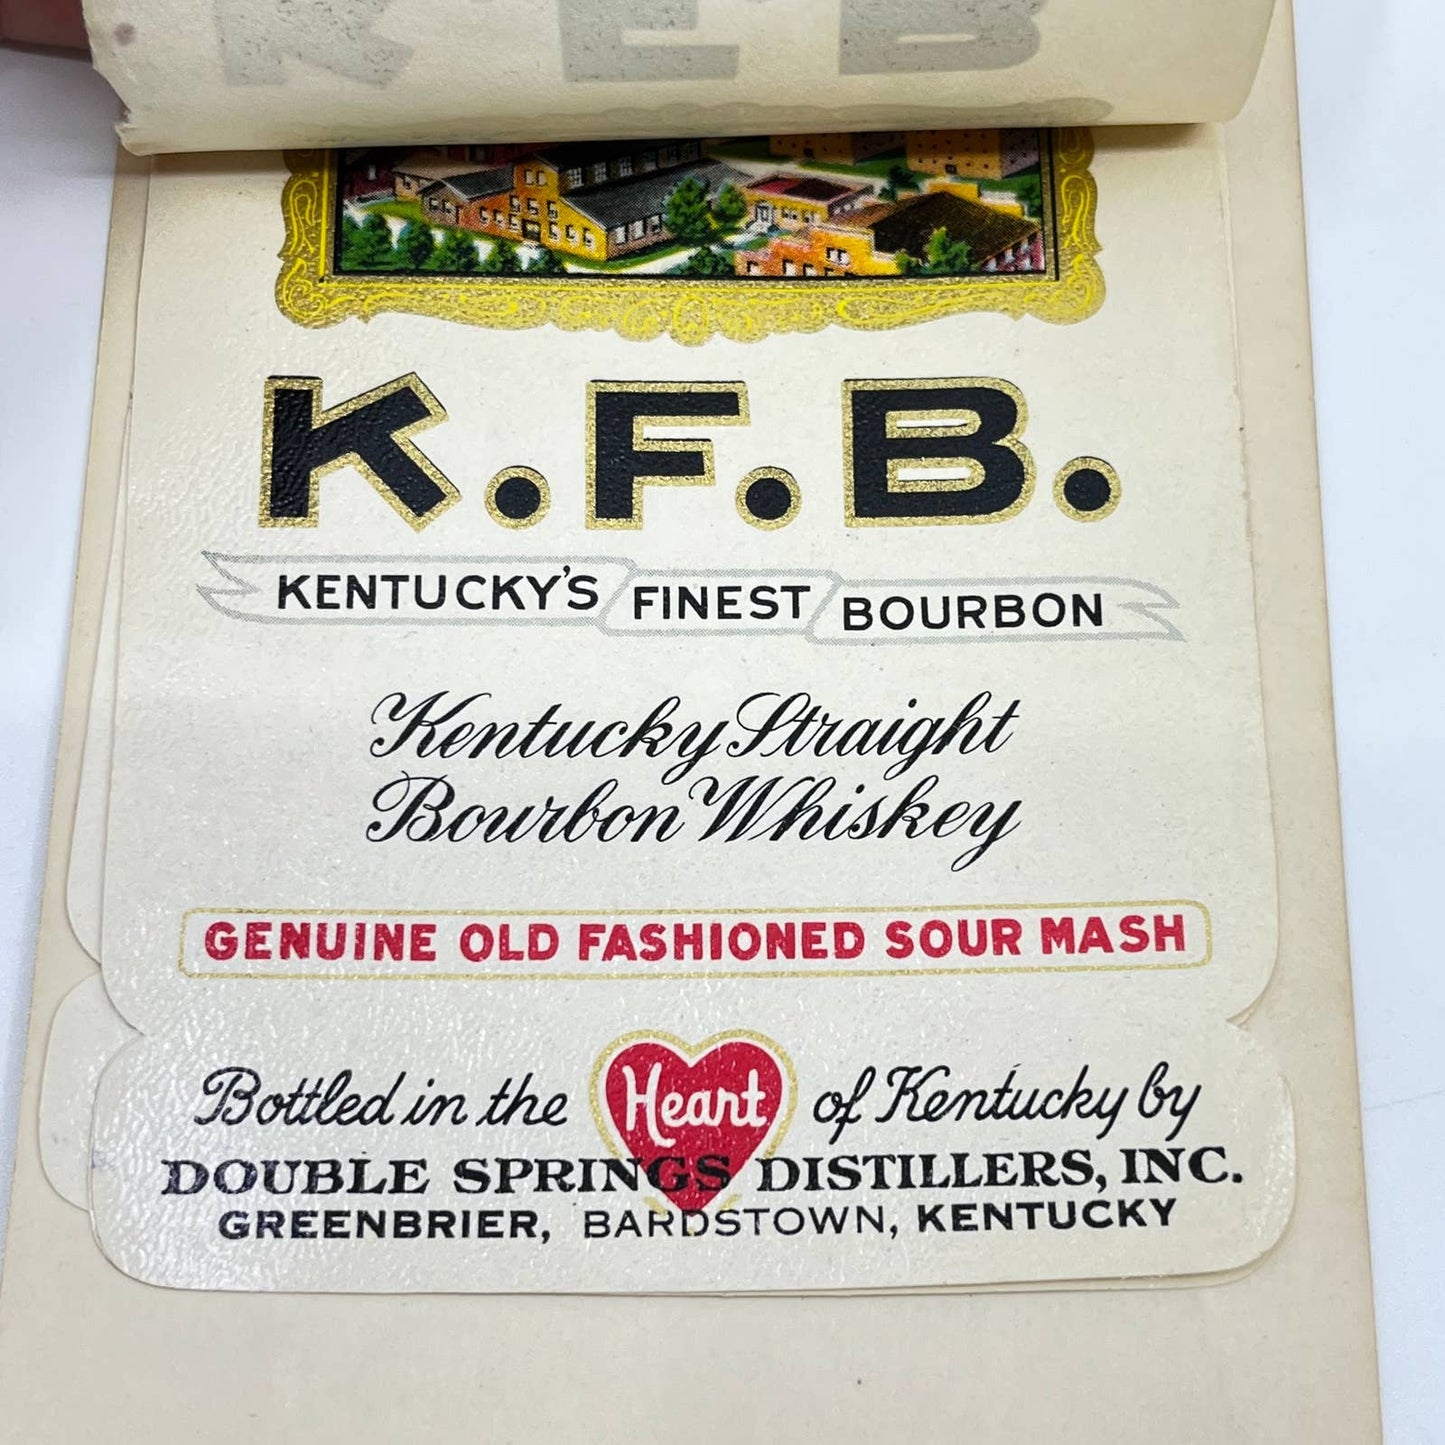 K.F.B
K.F.B.
KENTUCKY'S FINEST BOURBON
Kentucky Straight
Bourbon Whiskey
GENUINE OLD FASHIONED SOUR MASH
Bottled in the Heart of Kentucky by
DOUBLE SPRINGS DISTILLERS, INC.
GREENBRIER, BARDSTOWN, KENTUCKY